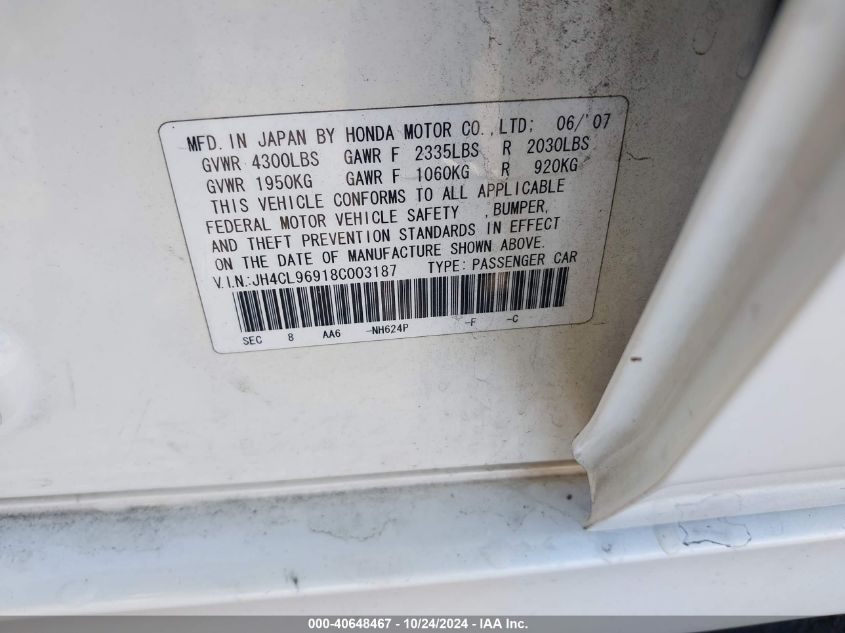 MFD. IN JAPAN BY HONDA MOTOR CO.,LTD; 06/'07
GVWR 4300LBS GAWR F 2335LBS R 2030LBS
GVWR 1950KG GAWR F 1060KG R 920KG
THIS VEHICLE CONFORMS TO ALL APPLICABLE
FEDERAL MOTOR VEHICLE SAFETY ,BUMPER,
AND THEFT PREVENTION STANDARDS IN EFFECT
ON THE DATE OF MANUFACTURE SHOWN ABOVE.
V.I.N.:JH4CL96918C003187 TYPE: PASSENGER CAR
SEC 8 AA6 -NH624P -F -C
000-40648467 - 10/24/2024 - IAA Inc.